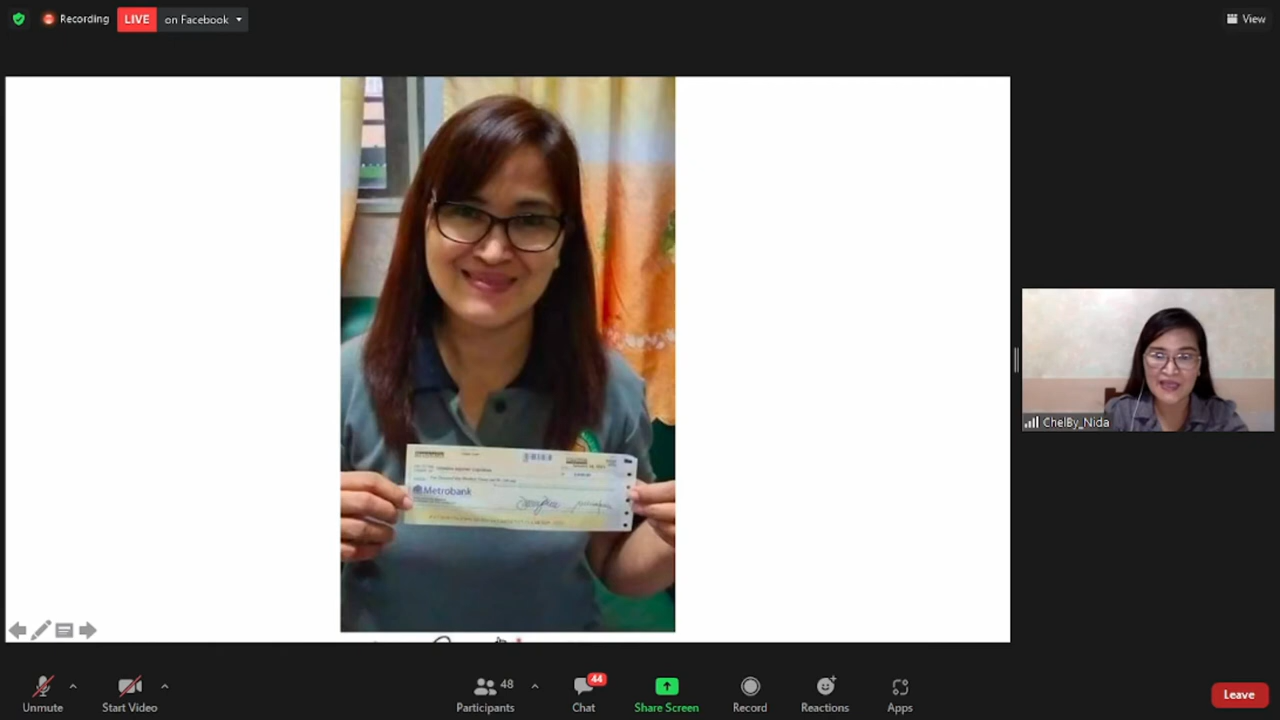 Recording
LIVE
on Facebook
View
Metrobank
ChelBy_Nida
Unmute
Start Video
48
Participants
44
Chat
Share Screen
Record
Reactions
Apps
Leave